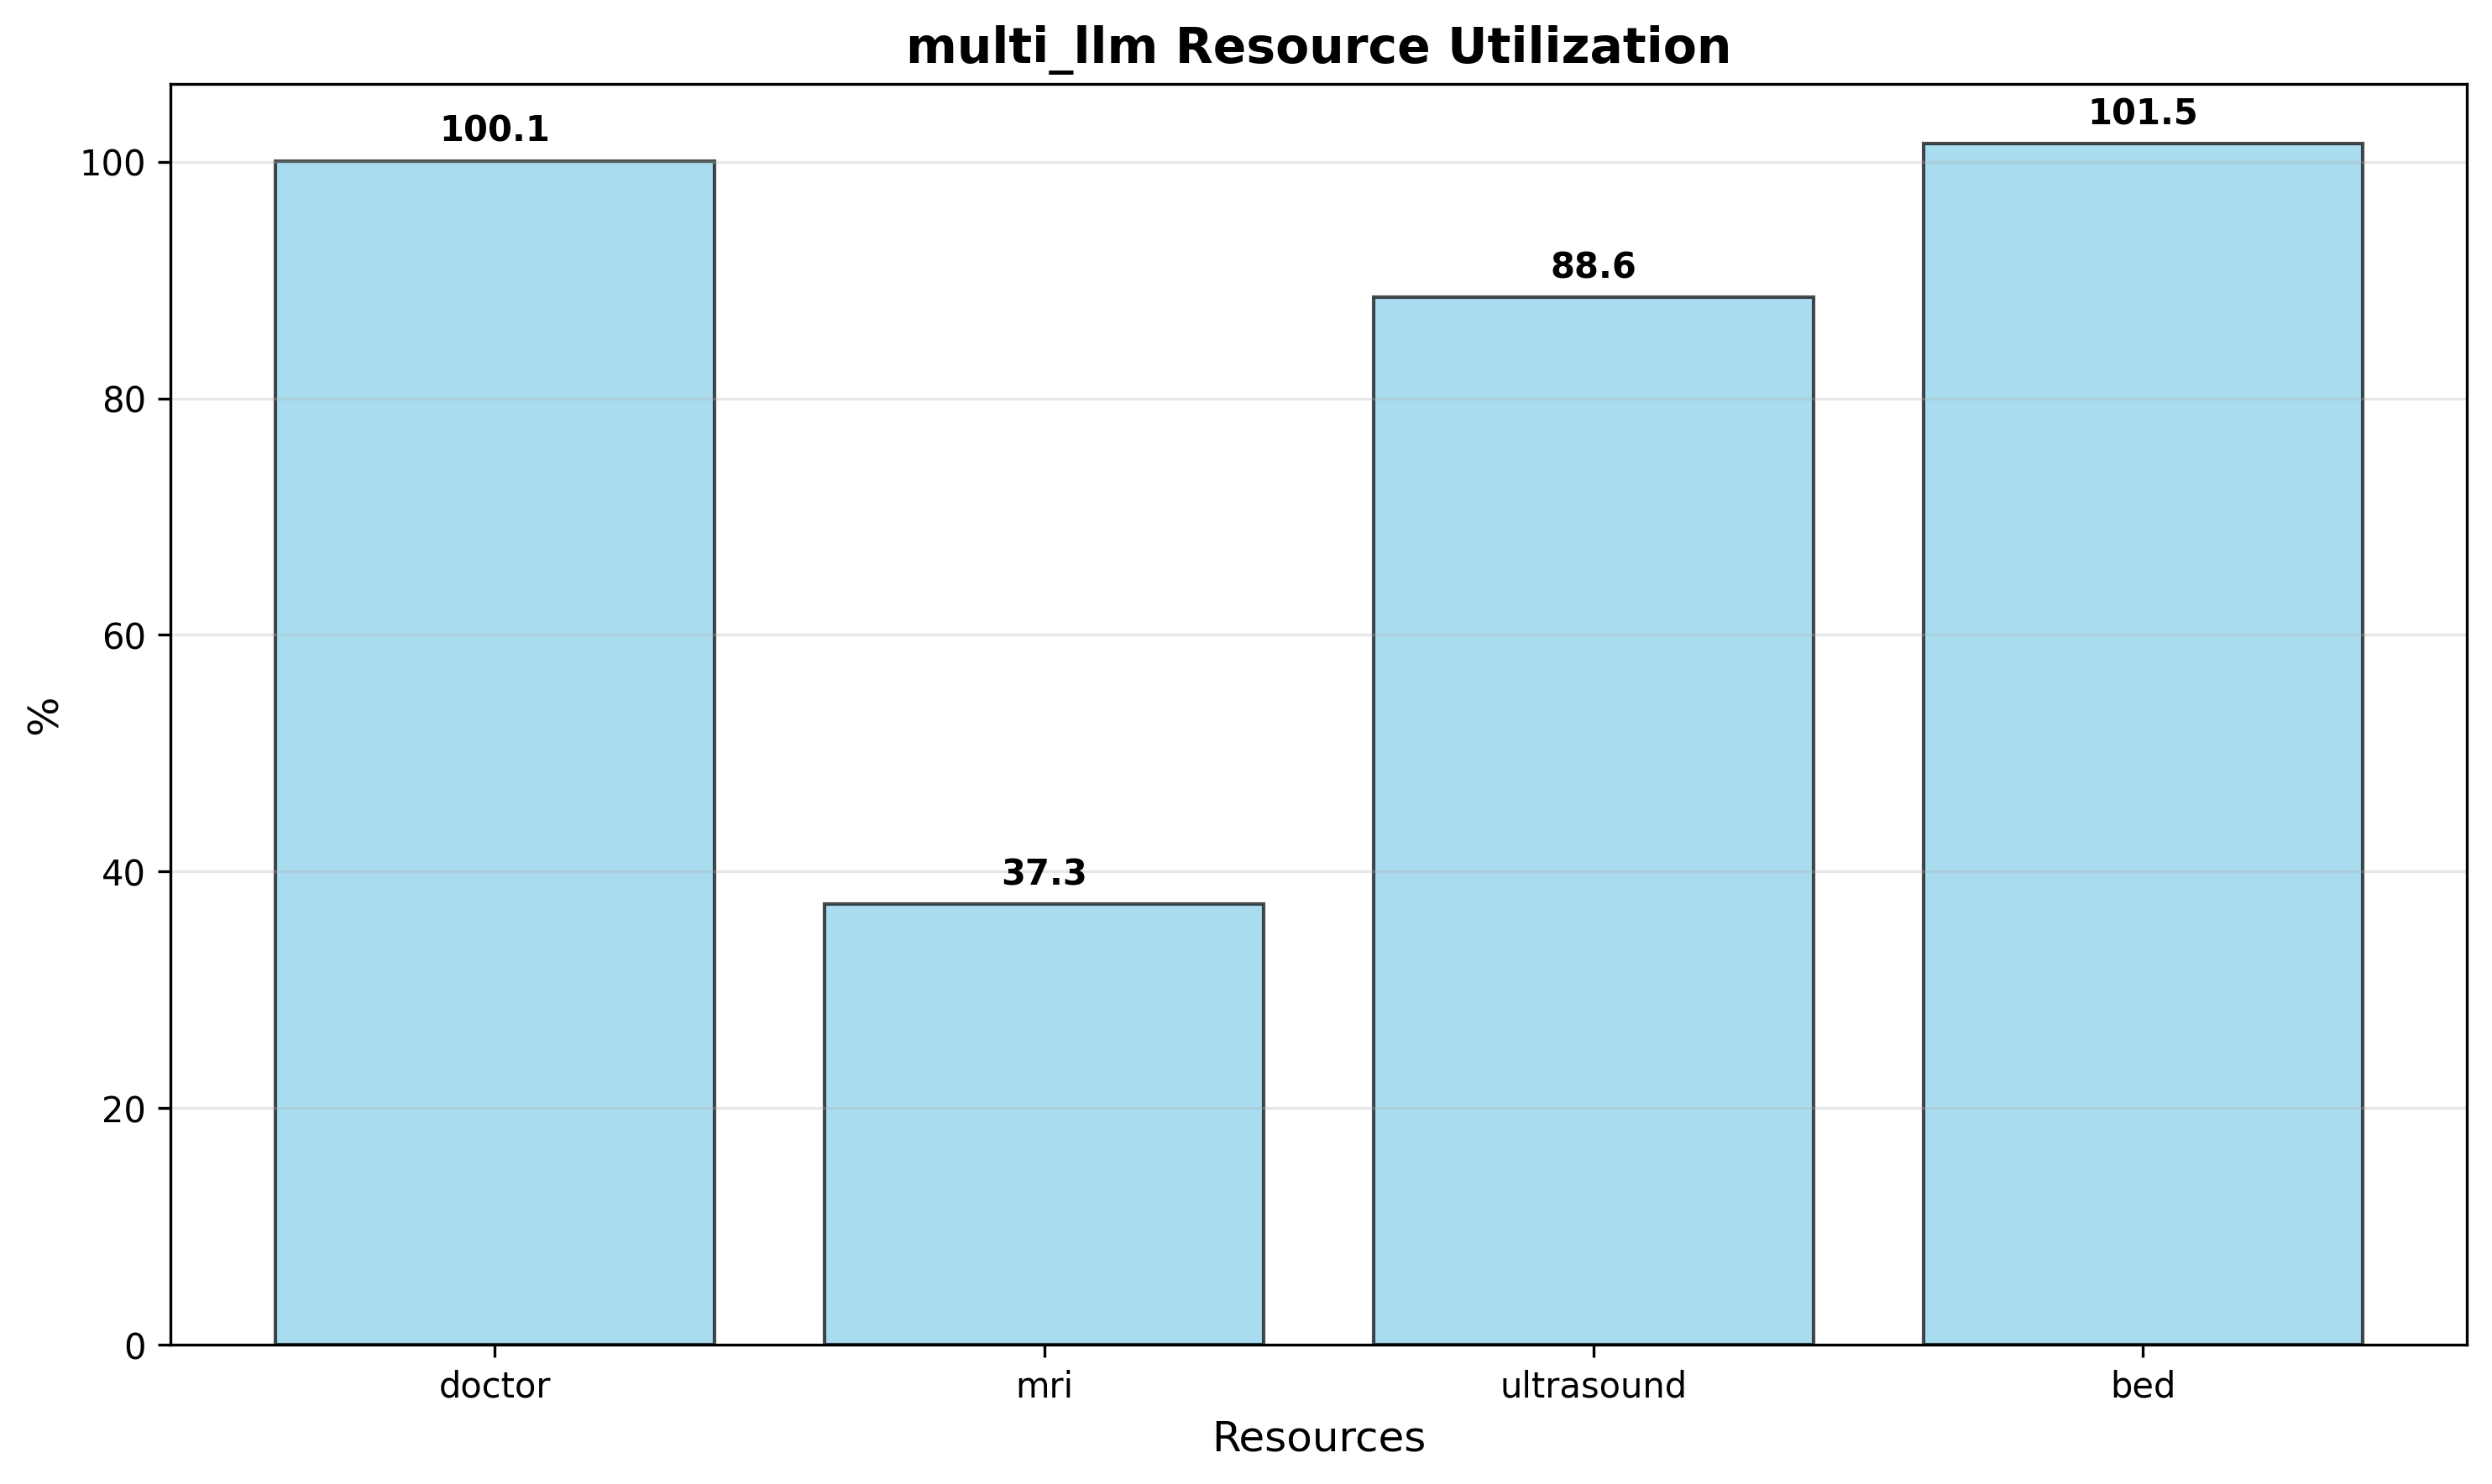 multi_llm Resource Utilization
100.1
101.5
100
88.6
80
60
%
37.3
40
20
0
doctor
mri
ultrasound
bed
Resources